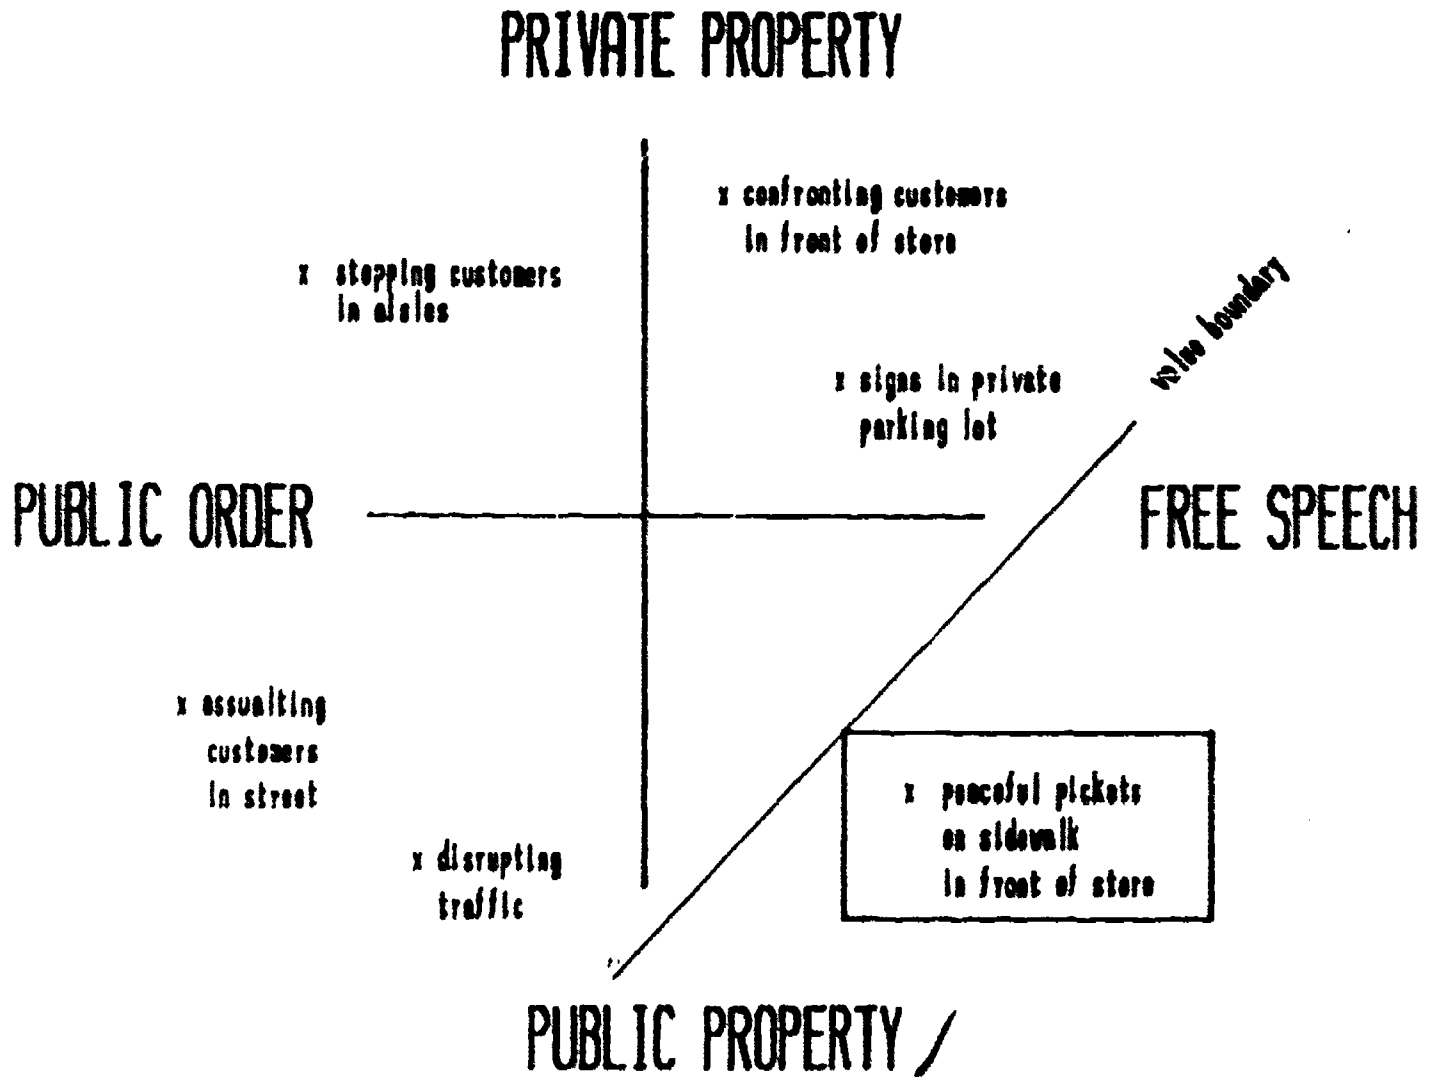 PRIVATE PROPERTY
x confronting customers
in front of store
x stopping customers
in aisles
value boundary
x signs in private
parking lot
PUBLIC ORDER
FREE SPEECH
x assualting
customers
in street
x peaceful pickets
on sidewalk
in front of store
x disrupting
traffic
PUBLIC PROPERTY